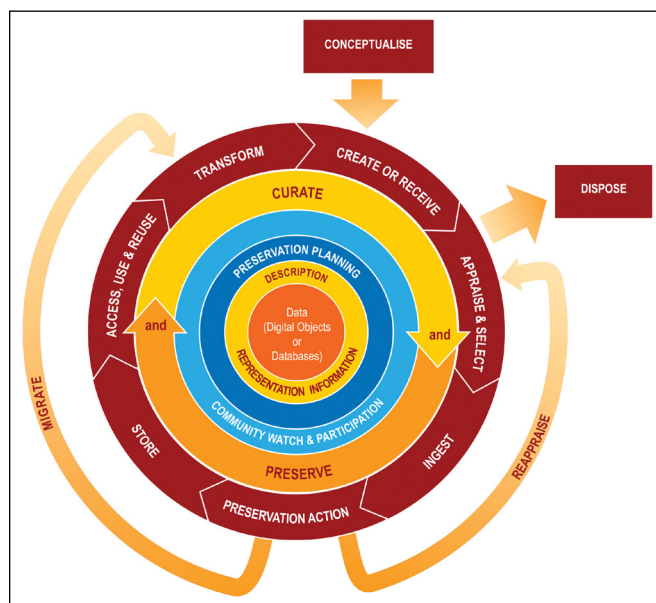 CONCEPTUALISE
TRANSFORM
CREATE OR RECEIVE
DISPOSE
CURATE
ACCESS, USE & REUSE
PRESERVATION PLANNING
DESCRIPTION
APPRAISE & SELECT
and
Data
(Digital Objects
or
Databases)
and
REPRESENTATION INFORMATION
COMMUNITY WATCH & PARTICIPATION
MIGRATE
STORE
PRESERVE
INGEST
REAPPRAISE
PRESERVATION ACTION